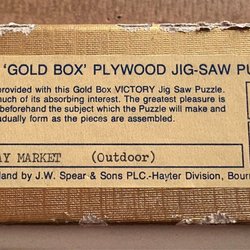 'GOLD BOX' PLYWOOD JIG-SAW PU
provided with this Gold Box VICTORY Jig Saw Puzzle.
much of its absorbing interest. The greatest pleasure is
beforehand the subject which the Puzzle will make and
adually form as the pieces are assembled.
AY MARKET (Outdoor)
land by J.W. Spear & Sons PLC.-Hayter Division, Bourn